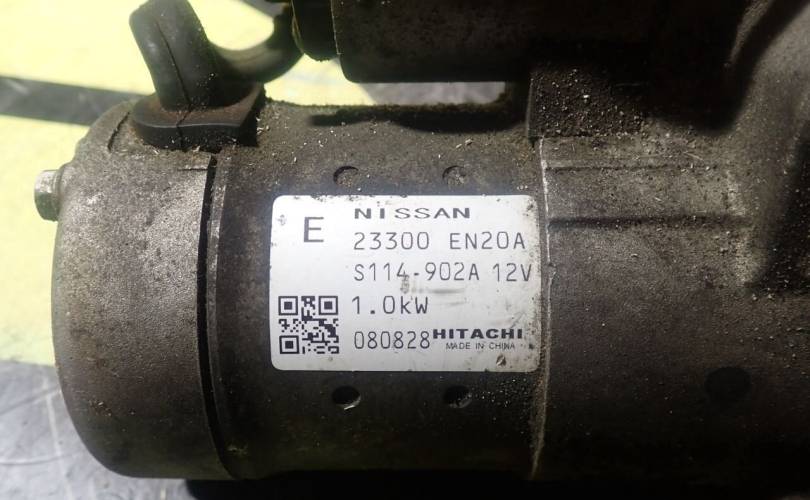 E
NISSAN
23300 EN20A
S114-902A 12V
1.0kW
080828 HITACHI
MADE IN CHINA